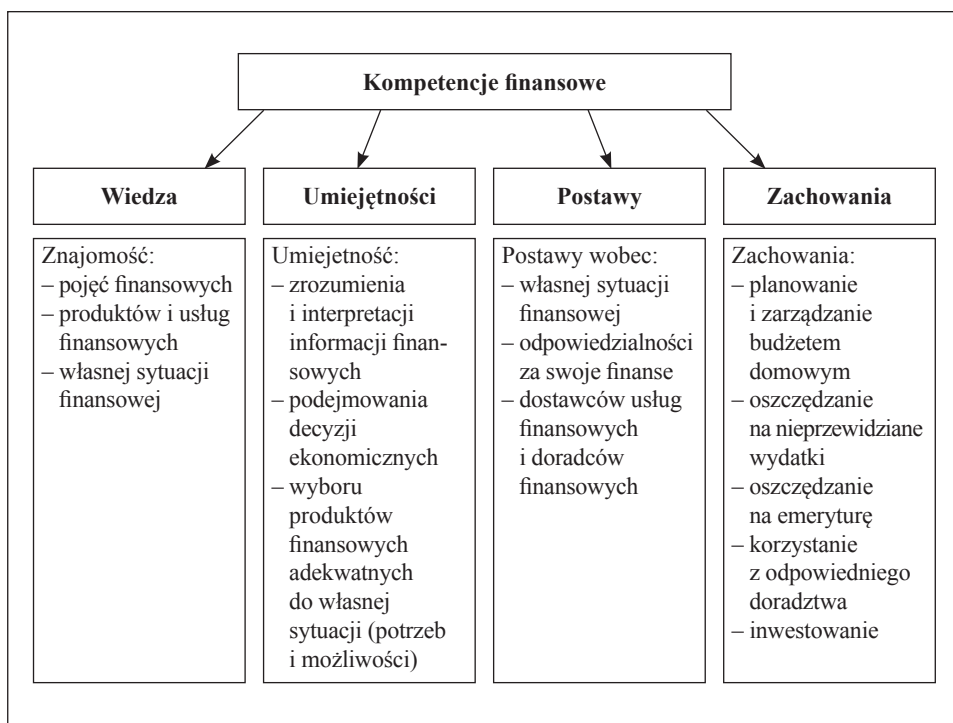 Kompetencje finansowe
Wiedza
Umiejętności
Postawy
Zachowania
Znajomość:
– pojęć finansowych
– produktów i usług
finansowych
– własnej sytuacji
finansowej
Umiejetność:
– zrozumienia
i interpretacji
informacji finan-
sowych
– podejmowania
decyzji
ekonomicznych
– wyboru
produktów
finansowych
adekwatnych
do własnej
sytuacji (potrzeb
i możliwości)
Postawy wobec:
– własnej sytuacji
finansowej
– odpowiedzialności
za swoje finanse
– dostawców usług
finansowych
i doradców
finansowych
Zachowania:
– planowanie
i zarządzanie
budżetem
domowym
– oszczędzanie
na nieprzewidziane
wydatki
– oszczędzanie
na emeryturę
– korzystanie
z odpowiedniego
doradztwa
– inwestowanie